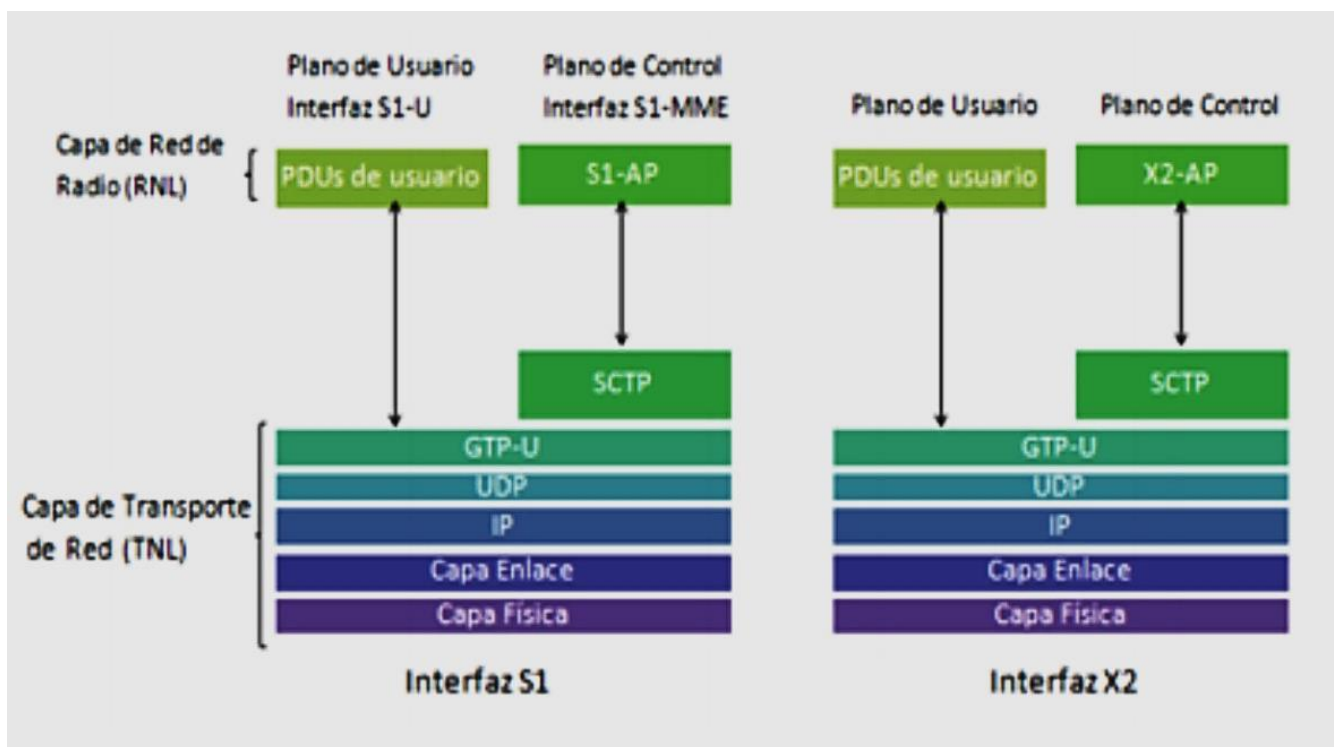 Plano de Usuario
Interfaz S1-U
Plano de Control
Interfaz S1-MME
Plano de Usuario
Plano de Control
Capa de Red de
Radio (RNL)
PDUs de usuario
S1-AP
PDUs de usuario
X2-AP
SCTP
SCTP
Capa de Transporte
de Red (TNL)
GTP-U
UDP
IP
Capa Enlace
Capa Física
GTP-U
UDP
IP
Capa Enlace
Capa Física
Interfaz S1
Interfaz X2